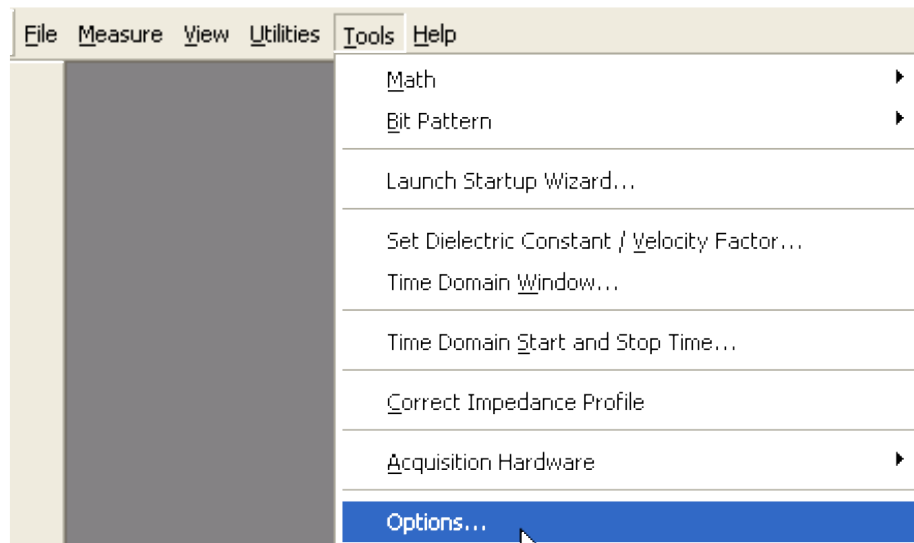 File Measure View Utilities Tools Help
Math
Bit Pattern
Launch Startup Wizard...
Set Dielectric Constant / Velocity Factor...
Time Domain Window...
Time Domain Start and Stop Time...
Correct Impedance Profile
Acquisition Hardware
Options...